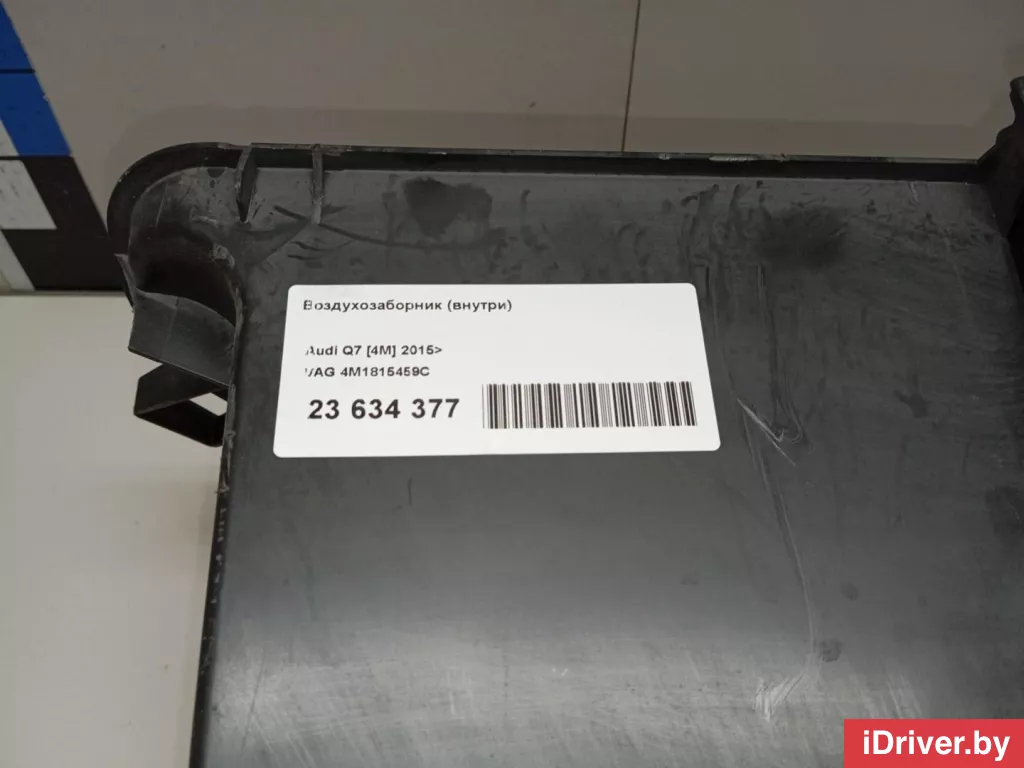 Воздухозаборник (внутри)
Audi Q7 [4M] 2015>
VAG 4M1815459C
23 634 377
iDriver.by